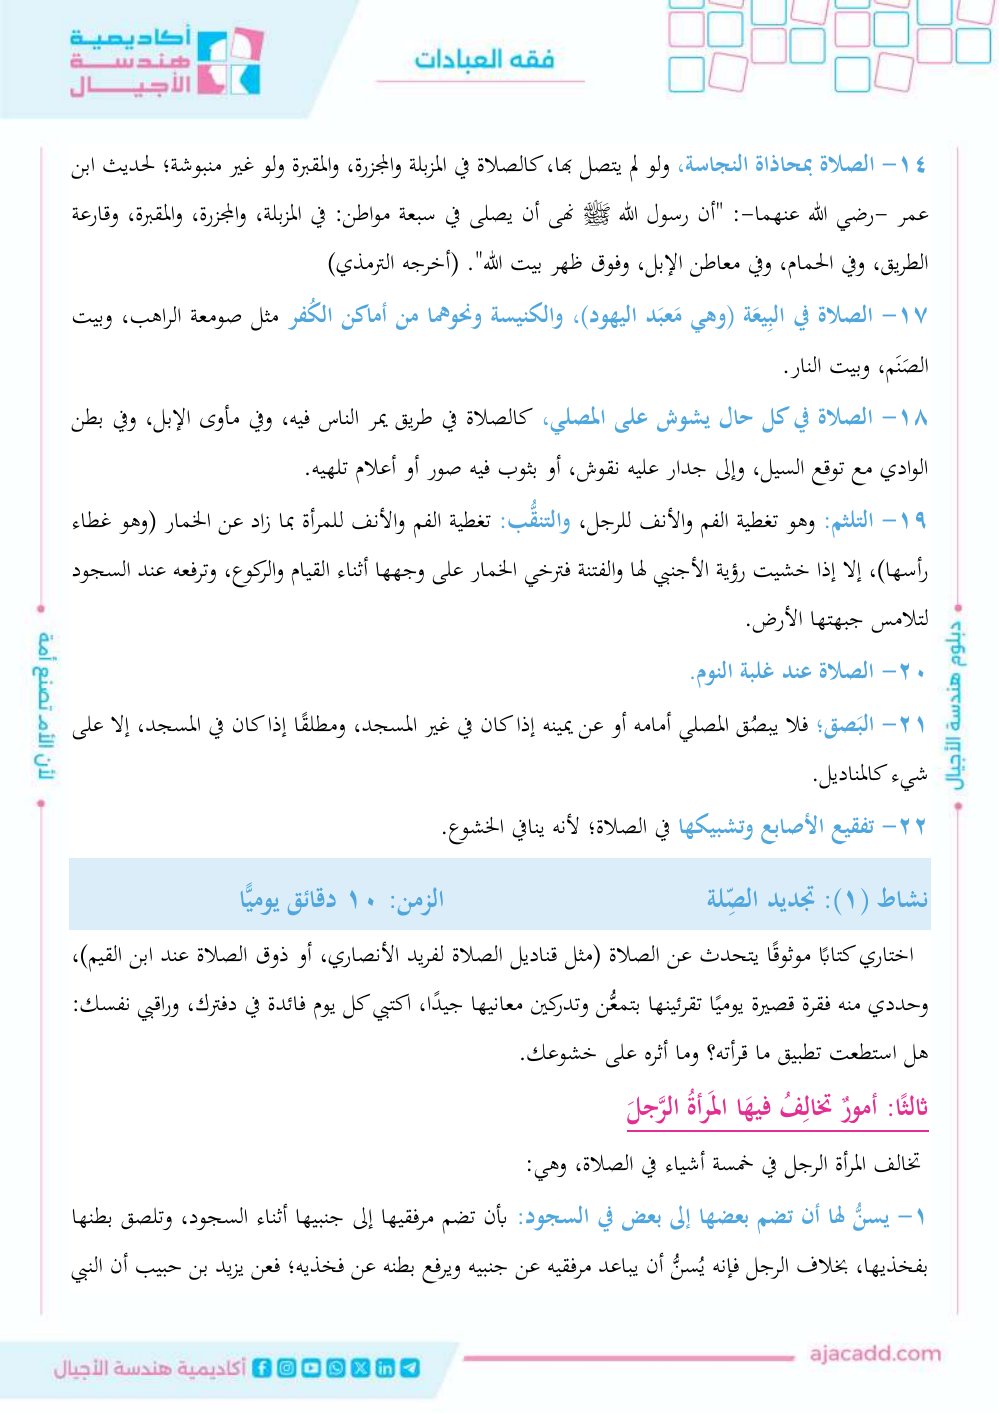 أكاديمية
هندسة
الأجيال
فقه العبادات
١٤- الصلاة بمحاذاة النجاسة، ولو لم يتصل بها، كالصلاة في المزبلة والمجزرة، والمقبرة ولو غير منبوشة؛ لحديث ابن
عمر -رضي الله عنهما-: "أن رسول الله ﷺ نهى أن يصلى في سبعة مواطن: في المزبلة، والمجزرة، والمقبرة، وقارعة
الطريق، وفي الحمام، وفي معاطن الإبل، وفوق ظهر بيت الله". (أخرجه الترمذي)
١٧- الصلاة في البِيعَة (وهي مَعبَد اليهود)، والكنيسة ونحوهما من أماكن الكُفر مثل صومعة الراهب، وبيت
الصَنَم، وبيت النار.
١٨- الصلاة في كل حال يشوش على المصلي، كالصلاة في طريق يمر الناس فيه، وفي مأوى الإبل، وفي بطن
الوادي مع توقع السيل، وإلى جدار عليه نقوش، أو بثوب فيه صور أو أعلام تلهيه.
١٩- التلثم: وهو تغطية الفم والأنف للرجل، والتنقُّب: تغطية الفم والأنف للمرأة بما زاد عن الخمار (وهو غطاء
رأسها)، إلا إذا خشيت رؤية الأجنبي لها والفتنة فترخي الخمار على وجهها أثناء القيام والركوع، وترفعه عند السجود
لتلامس جبهتها الأرض.
٢٠- الصلاة عند غلبة النوم.
٢١- البَصق؛ فلا يبصُق المصلي أمامه أو عن يمينه إذا كان في غير المسجد، ومطلقًا إذا كان في المسجد، إلا على
شيء كالمناديل.
٢٢- تفقيع الأصابع وتشبيكها في الصلاة؛ لأنه ينافي الخشوع.
نشاط (١): تجديد الصِّلة الزمن: ١٠ دقائق يوميًّا
اختاري كتابًا موثوقًا يتحدث عن الصلاة (مثل قناديل الصلاة لفريد الأنصاري، أو ذوق الصلاة عند ابن القيم)،
وحددي منه فقرة قصيرة يوميًا تقرئينها بتمعُّن وتدركين معانيها جيدًا، اكتبي كل يوم فائدة في دفترك، وراقبي نفسك:
هل استطعت تطبيق ما قرأته؟ وما أثره على خشوعك.
ثالثًا: أمورٌ تخالِفُ فيهَا المَرأةُ الرَّجلَ
تخالف المرأة الرجل في خمسة أشياء في الصلاة، وهي:
١- يسنُّ لها أن تضم بعضها إلى بعض في السجود: بأن تضم مرفقيها إلى جنبيها أثناء السجود، وتلصق بطنها
بفخذيها، بخلاف الرجل فإنه يُسنُّ أن يباعد مرفقيه عن جنبيه ويرفع بطنه عن فخذيه؛ فعن يزيد بن حبيب أن النبي
دبلوم هندسة الأجيال
لأن الأم تصنع أمة
أكاديمية هندسة الأجيال
ajacadd.com